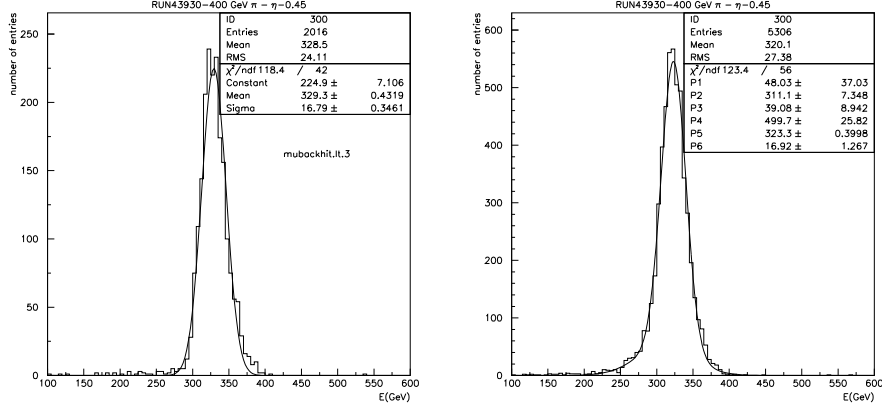 RUN43930-400 GeV π − η-0.45
number of entries
ID 300
Entries 2016
Mean 328.5
RMS 24.11
χ²/ndf 118.4 / 42
Constant 224.9 ± 7.106
Mean 329.3 ± 0.4319
Sigma 16.79 ± 0.3461
mubackhit.lt.3
250
200
150
100
50
0
100 150 200 250 300 350 400 450 500 550 600
E(GeV)
RUN43930-400 GeV π − η-0.45
number of entries
ID 300
Entries 5306
Mean 320.1
RMS 27.38
χ²/ndf 123.4 / 56
P1 48.03 ± 37.03
P2 311.1 ± 7.348
P3 39.08 ± 8.942
P4 499.7 ± 25.82
P5 323.3 ± 0.3998
P6 16.92 ± 1.267
600
500
400
300
200
100
0
100 150 200 250 300 350 400 450 500 550 600
E(GeV)